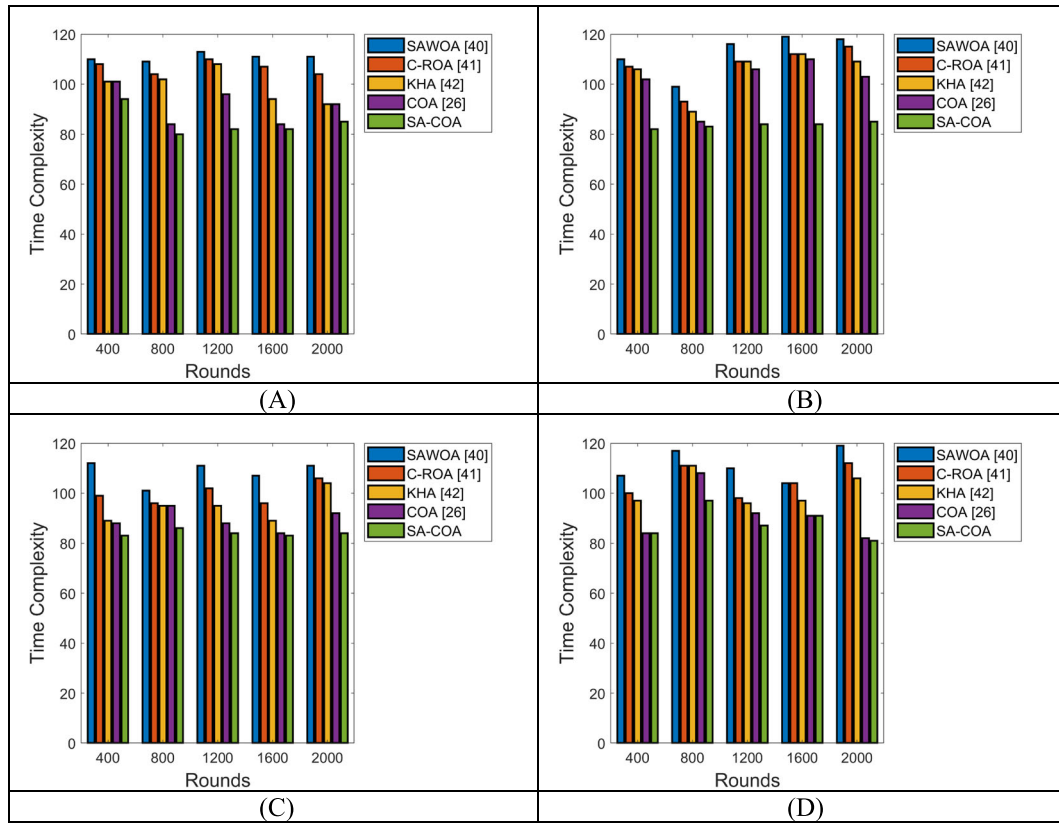 120
100
80
60
40
20
0
Time Complexity
400 800 1200 1600 2000
Rounds
SAWOA [40]
C-ROA [41]
KHA [42]
COA [26]
SA-COA
(A)
120
100
80
60
40
20
0
Time Complexity
400 800 1200 1600 2000
Rounds
SAWOA [40]
C-ROA [41]
KHA [42]
COA [26]
SA-COA
(B)
120
100
80
60
40
20
0
Time Complexity
400 800 1200 1600 2000
Rounds
SAWOA [40]
C-ROA [41]
KHA [42]
COA [26]
SA-COA
(C)
120
100
80
60
40
20
0
Time Complexity
400 800 1200 1600 2000
Rounds
SAWOA [40]
C-ROA [41]
KHA [42]
COA [26]
SA-COA
(D)